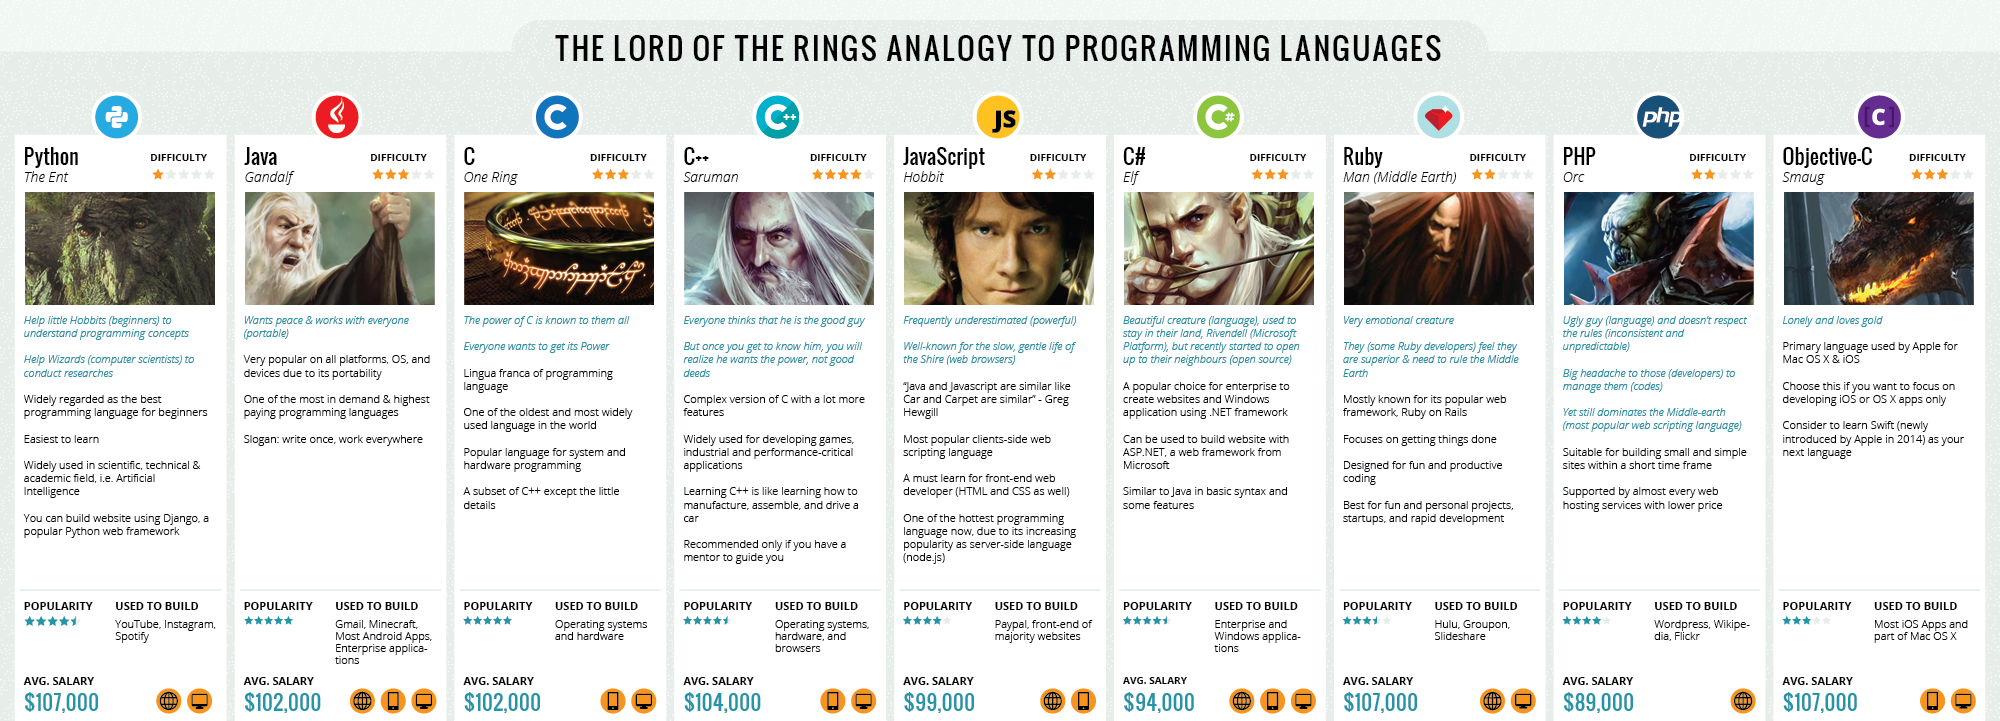 THE LORD OF THE RINGS ANALOGY TO PROGRAMMING LANGUAGES
Python
The Ent
DIFFICULTY
Help little Hobbits (beginners) to
understand programming concepts
Help Wizards (computer scientists) to
conduct researches
Widely regarded as the best
programming language for beginners
Easiest to learn
Widely used in scientific, technical &
academic field, i.e. Artificial
Intelligence
You can build website using Django, a
popular Python web framework
POPULARITY
USED TO BUILD
YouTube, Instagram,
Spotify
AVG. SALARY
$107,000
Java
Gandalf
DIFFICULTY
Wants peace & works with everyone
(portable)
Very popular on all platforms, OS, and
devices due to its portability
One of the most in demand & highest
paying programming languages
Slogan: write once, work everywhere
POPULARITY
USED TO BUILD
Gmail, Minecraft,
Most Android Apps,
Enterprise applica-
tions
AVG. SALARY
$102,000
C
C
One Ring
DIFFICULTY
The power of C is known to them all
Everyone wants to get its Power
Lingua franca of programming
language
One of the oldest and most widely
used language in the world
Popular language for system and
hardware programming
A subset of C++ except the little
details
POPULARITY
USED TO BUILD
Operating systems
and hardware
AVG. SALARY
$102,000
C++
C++
Saruman
DIFFICULTY
Everyone thinks that he is the good guy
But once you get to know him, you will
realize he wants the power, not good
deeds
Complex version of C with a lot more
features
Widely used for developing games,
industrial and performance-critical
applications
Learning C++ is like learning how to
manufacture, assemble, and drive a
car
Recommended only if you have a
mentor to guide you
POPULARITY
USED TO BUILD
Operating systems,
hardware, and
browsers
AVG. SALARY
$104,000
JS
JavaScript
Hobbit
DIFFICULTY
Frequently underestimated (powerful)
Well-known for the slow, gentle life of
the Shire (web browsers)
“Java and Javascript are similar like
Car and Carpet are similar” - Greg
Hewgill
Most popular clients-side web
scripting language
A must learn for front-end web
developer (HTML and CSS as well)
One of the hottest programming
language now, due to its increasing
popularity as server-side language
(node.js)
POPULARITY
USED TO BUILD
Paypal, front-end of
majority websites
AVG. SALARY
$99,000
C#
C#
Elf
DIFFICULTY
Beautiful creature (language), used to
stay in their land, Rivendell (Microsoft
Platform), but recently started to open
up to their neighbours (open source)
A popular choice for enterprise to
create websites and Windows
application using .NET framework
Can be used to build website with
ASP.NET, a web framework from
Microsoft
Similar to Java in basic syntax and
some features
POPULARITY
USED TO BUILD
Enterprise and
Windows applica-
tions
AVG. SALARY
$94,000
Ruby
Man (Middle Earth)
DIFFICULTY
Very emotional creature
They (some Ruby developers) feel they
are superior & need to rule the Middle
Earth
Mostly known for its popular web
framework, Ruby on Rails
Focuses on getting things done
Designed for fun and productive
coding
Best for fun and personal projects,
startups, and rapid development
POPULARITY
USED TO BUILD
Hulu, Groupon,
Slideshare
AVG. SALARY
$107,000
php
PHP
Orc
DIFFICULTY
Ugly guy (language) and doesn't respect
the rules (inconsistent and
unpredictable)
Big headache to those (developers) to
manage them (codes)
Yet still dominates the Middle-earth
(most popular web scripting language)
Suitable for building small and simple
sites within a short time frame
Supported by almost every web
hosting services with lower price
POPULARITY
USED TO BUILD
Wordpress, Wikipe-
dia, Flickr
AVG. SALARY
$89,000
[C]
Objective-C
Smaug
DIFFICULTY
Lonely and loves gold
Primary language used by Apple for
Mac OS X & iOS
Choose this if you want to focus on
developing iOS or OS X apps only
Consider to learn Swift (newly
introduced by Apple in 2014) as your
next language
POPULARITY
USED TO BUILD
Most iOS Apps and
part of Mac OS X
AVG. SALARY
$107,000